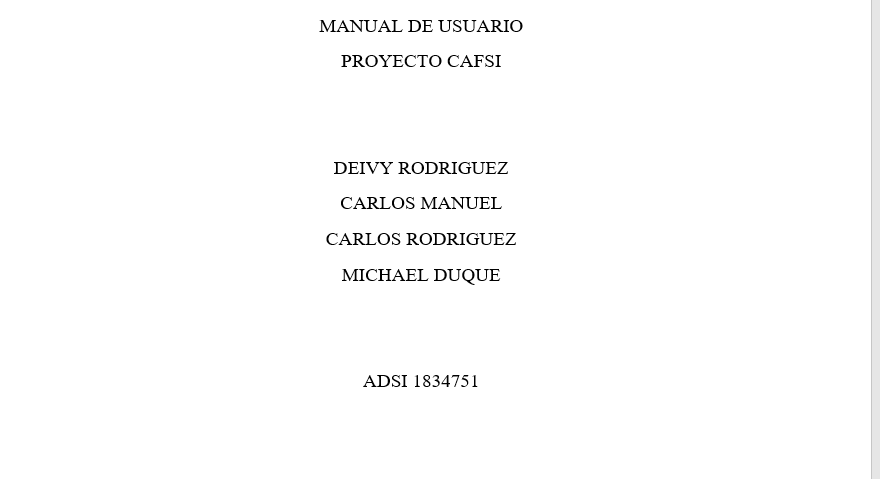 MANUAL DE USUARIO
PROYECTO CAFSI
DEIVY RODRIGUEZ
CARLOS MANUEL
CARLOS RODRIGUEZ
MICHAEL DUQUE
ADSI 1834751